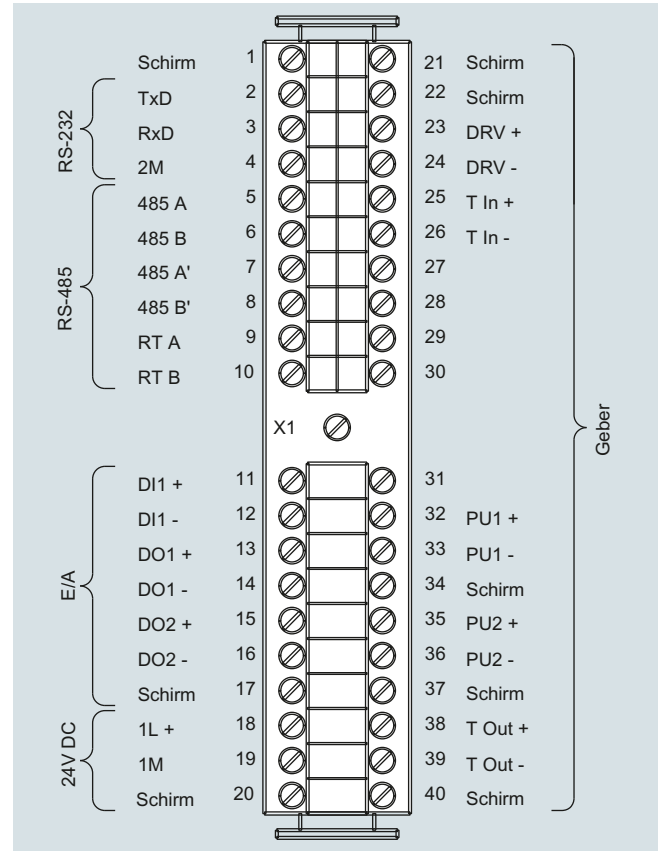 Schirm 1 21 Schirm
TxD 2 22 Schirm
RxD 3 23 DRV +
2M 4 24 DRV -
RS-232
485 A 5 25 T In +
485 B 6 26 T In -
485 A' 7 27
485 B' 8 28
RT A 9 29
RT B 10 30
RS-485
X1
Geber
DI1 + 11 31
DI1 - 12 32 PU1 +
DO1 + 13 33 PU1 -
DO1 - 14 34 Schirm
DO2 + 15 35 PU2 +
DO2 - 16 36 PU2 -
Schirm 17 37 Schirm
E/A
1L + 18 38 T Out +
1M 19 39 T Out -
Schirm 20 40 Schirm
24V DC